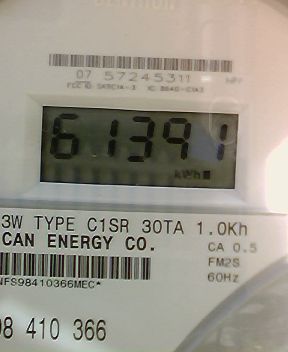 07 57245311
61391
kWh
3W TYPE C1SR 30TA 1.0Kh
CAN ENERGY CO.
CA 0.5
FM2S
60Hz
NFS98410366MEC*
98 410 366